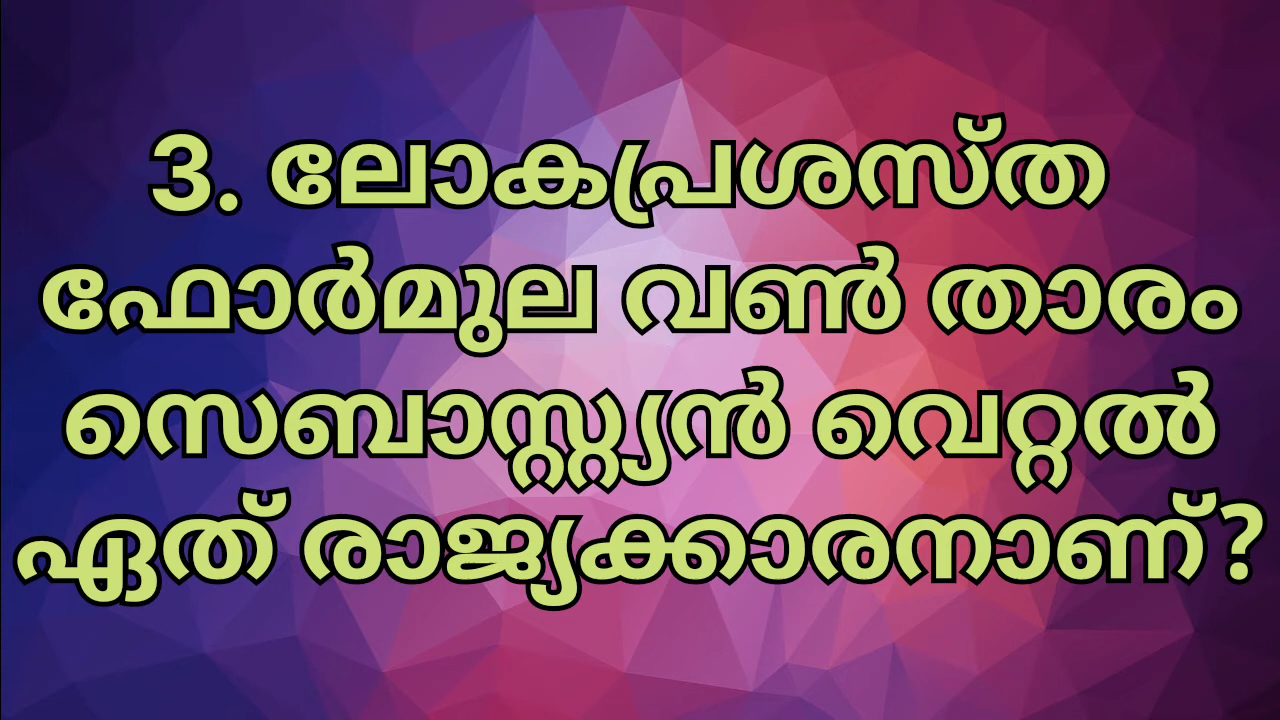 3. ലോകപ്രശസ്ത
ഫോർമുല വൺ താരം
സെബാസ്റ്റ്യൻ വെറ്റൽ
ഏത് രാജ്യക്കാരനാണ്?